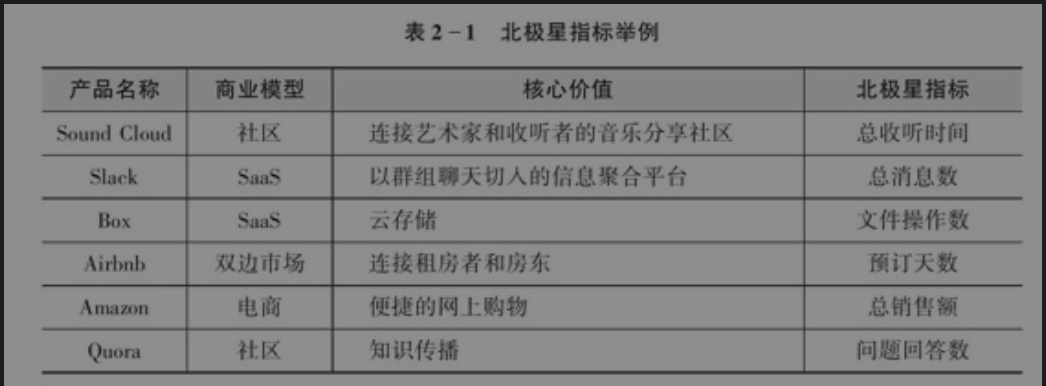 表 2-1 北极星指标举例
产品名称 商业模型 核心价值 北极星指标
Sound Cloud 社区 连接艺术家和收听者的音乐分享社区 总收听时间
Slack SaaS 以群组聊天切入的信息聚合平台 总消息数
Box SaaS 云存储 文件操作数
Airbnb 双边市场 连接租房者和房东 预订天数
Amazon 电商 便捷的网上购物 总销售额
Quora 社区 知识传播 问题回答数